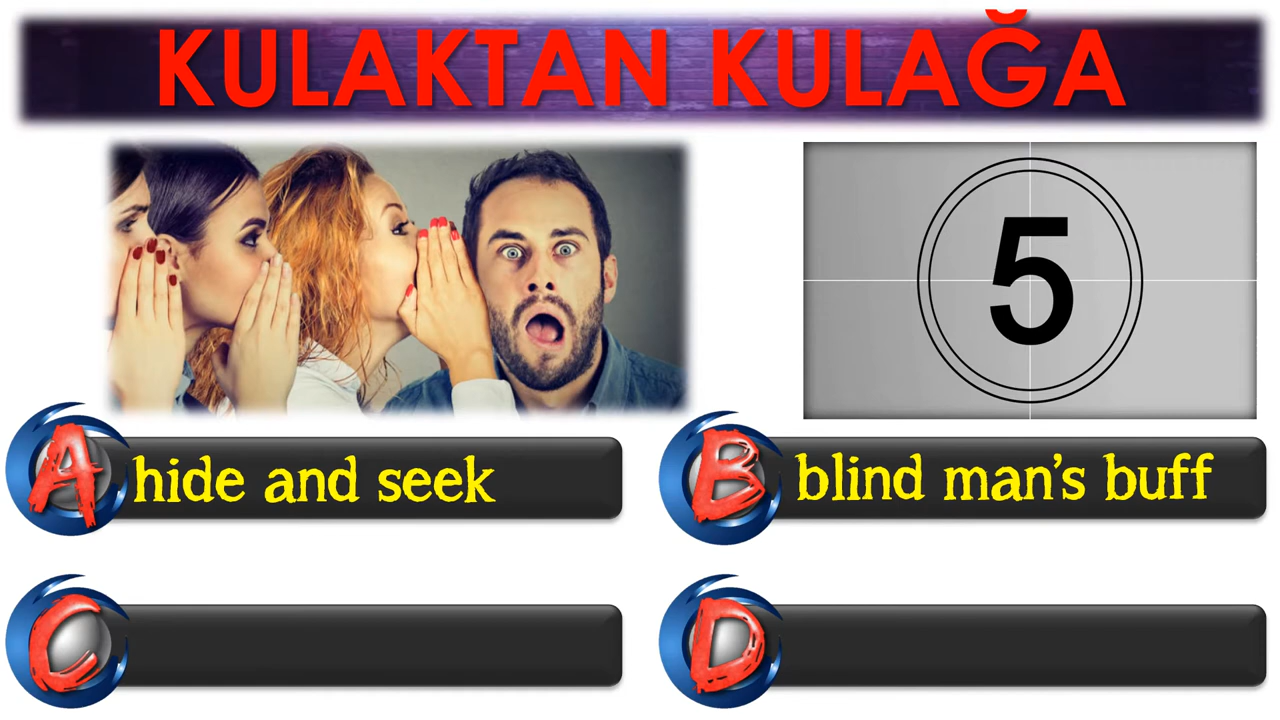 KULAKTAN KULAĞA
5
A hide and seek
B blind man's buff
C
D